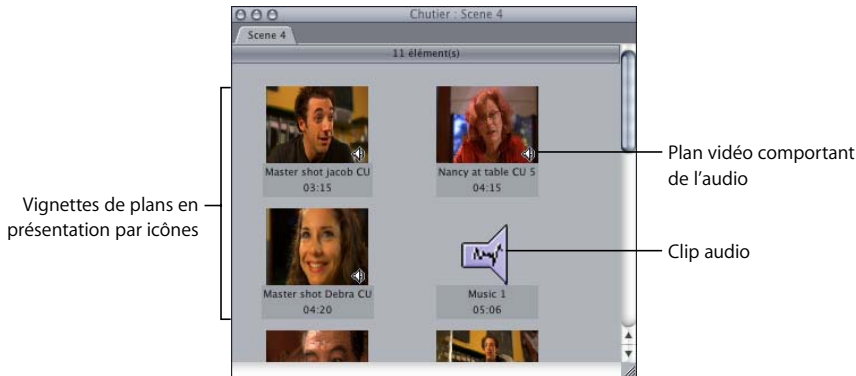 Chutier : Scene 4
Scene 4
11 élément(s)
Master shot jacob CU
03:15
Nancy at table CU 5
04:15
Plan vidéo comportant
de l’audio
Vignettes de plans en
présentation par icônes
Clip audio
Master shot Debra CU
04:20
Music 1
05:06